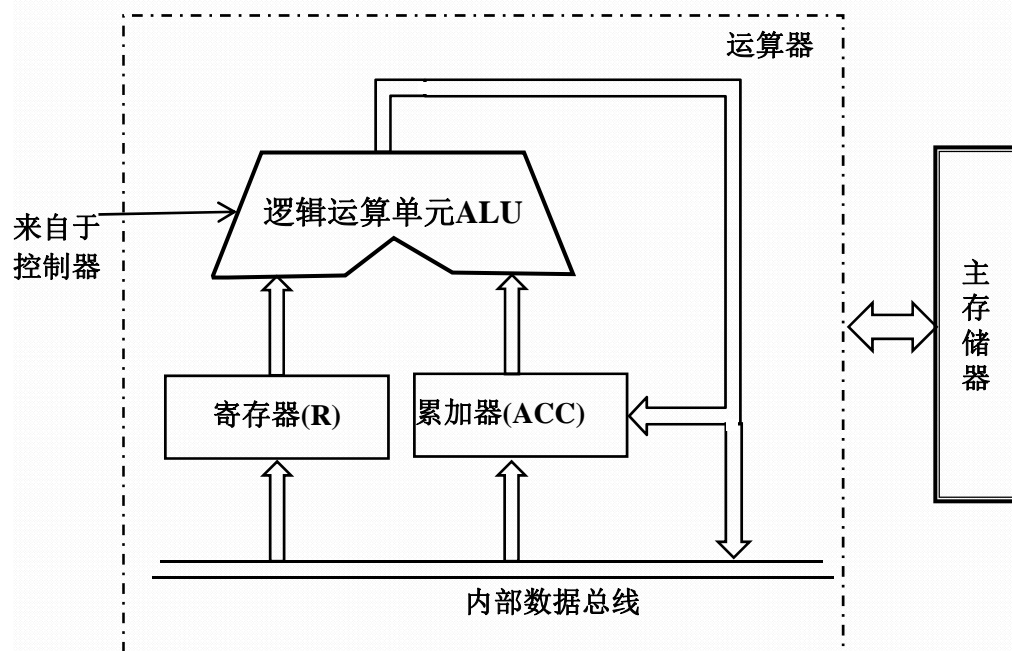 运算器
逻辑运算单元ALU
来自于
控制器
主
存
储
器
寄存器(R)
累加器(ACC)
内部数据总线